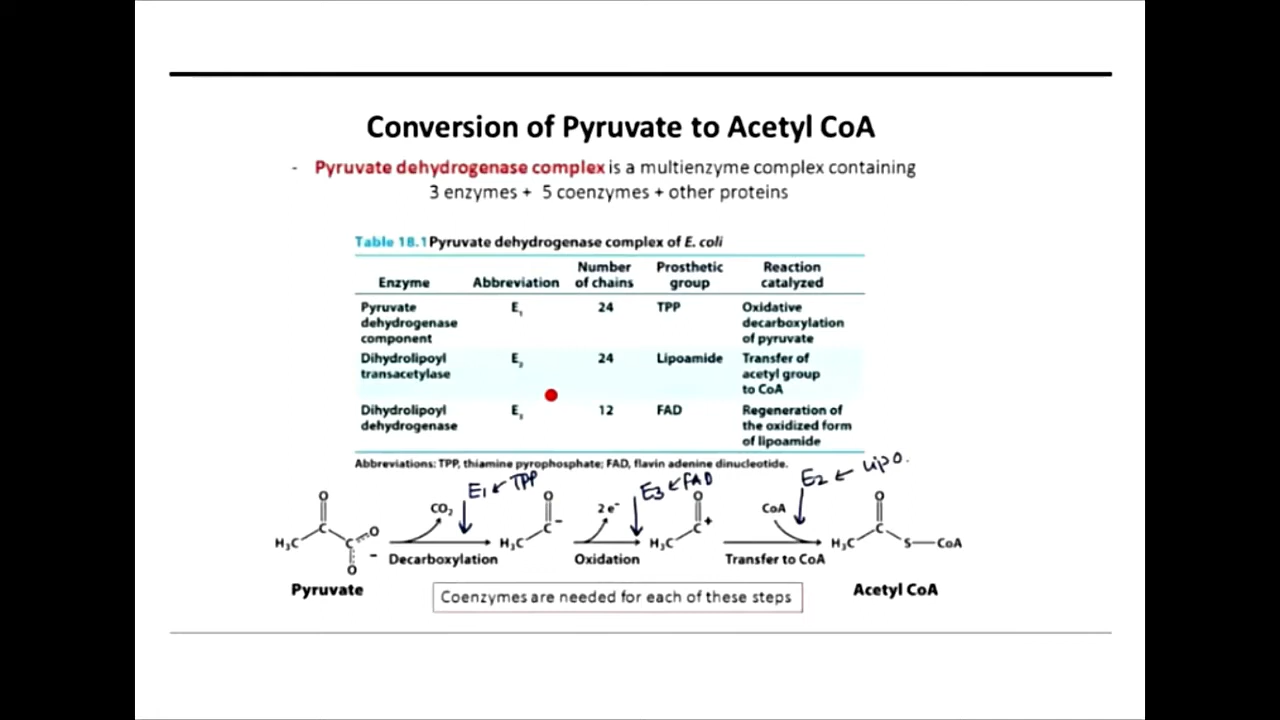 Conversion of Pyruvate to Acetyl CoA
- Pyruvate dehydrogenase complex is a multienzyme complex containing
3 enzymes + 5 coenzymes + other proteins
Table 18.1 Pyruvate dehydrogenase complex of E. coli
Enzyme Abbreviation Number of chains Prosthetic group Reaction catalyzed
Pyruvate dehydrogenase component E₁ 24 TPP Oxidative decarboxylation of pyruvate
Dihydrolipoyl transacetylase E₂ 24 Lipoamide Transfer of acetyl group to CoA
Dihydrolipoyl dehydrogenase E₃ 12 FAD Regeneration of the oxidized form of lipoamide
Abbreviations: TPP, thiamine pyrophosphate; FAD, flavin adenine dinucleotide.
E1 ← TPP E3 ← FAD E2 ← Lipo.
O CO₂ O 2 e⁻ O CoA O
H₃C C C O O − H₃C C − H₃C C + H₃C C S CoA
Decarboxylation Oxidation Transfer to CoA
Pyruvate Acetyl CoA
Coenzymes are needed for each of these steps